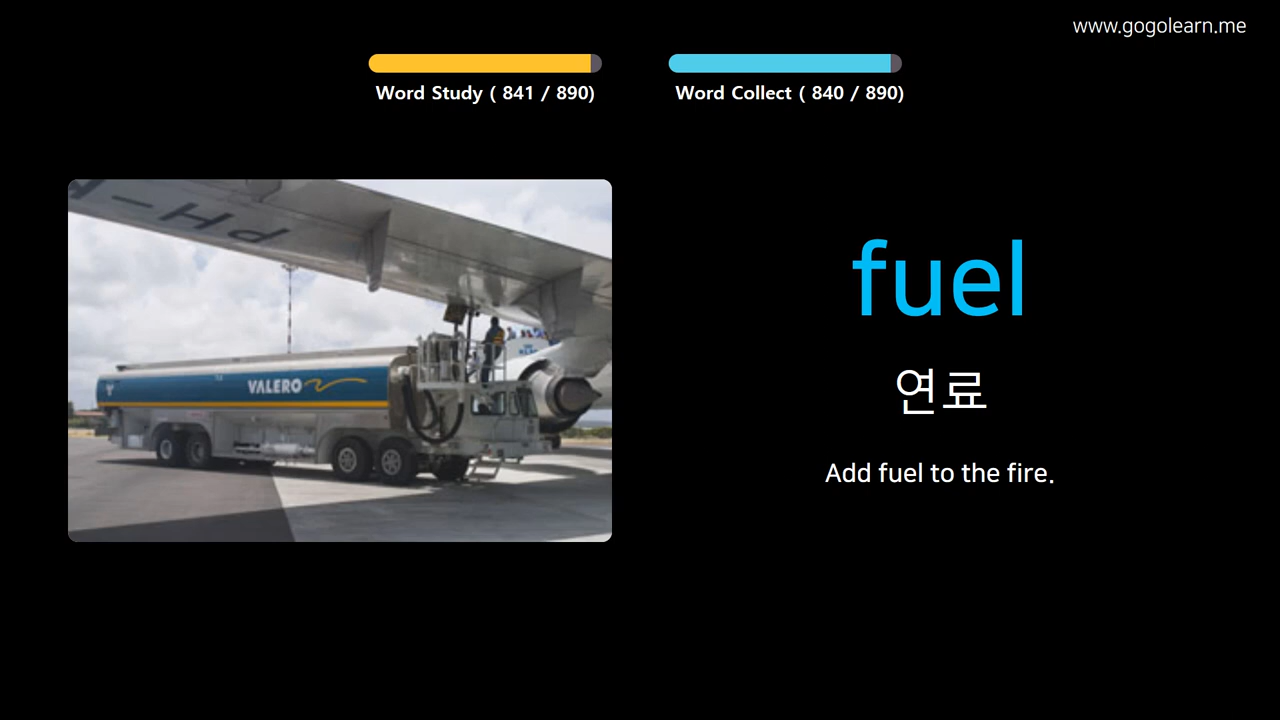 www.gogolearn.me
Word Study ( 841 / 890)
Word Collect ( 840 / 890)
PH-
VALERO
fuel
연료
Add fuel to the fire.